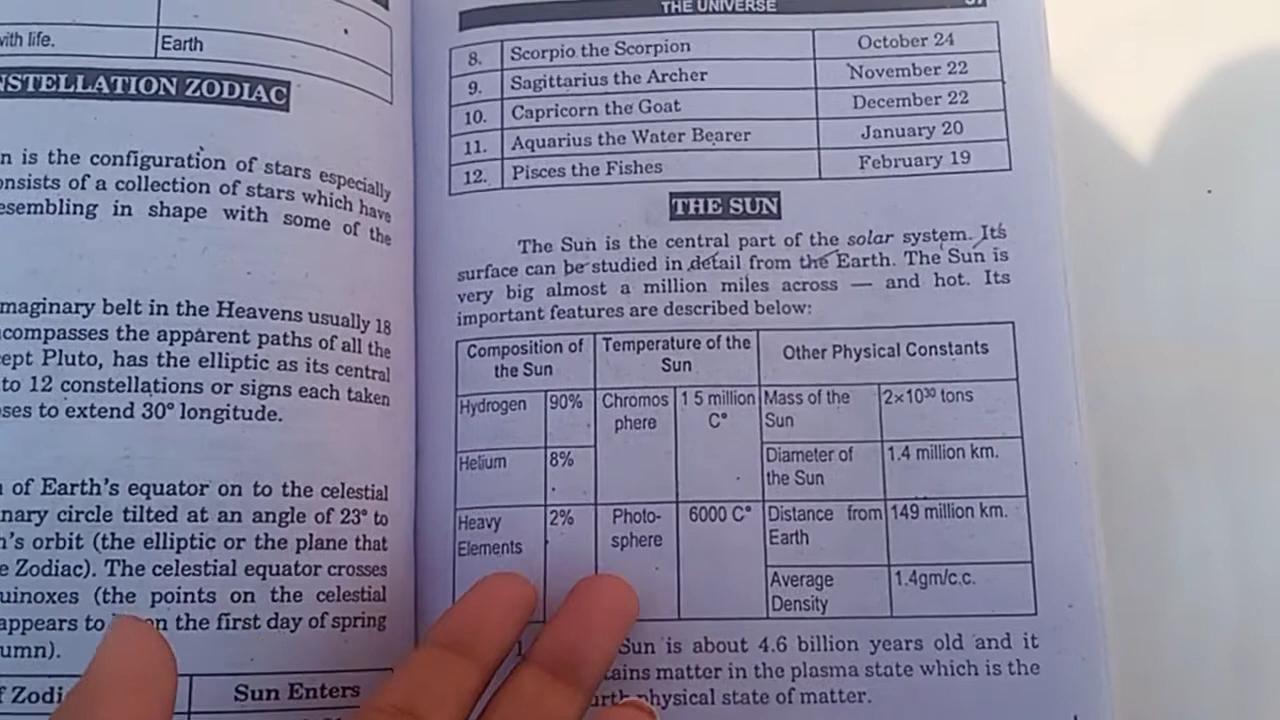 with life.
Earth
NSTELLATION ZODIAC
n is the configuration of stars especially
onsists of a collection of stars which have
esembling in shape with some of the
maginary belt in the Heavens usually 18
compasses the apparent paths of all the
cept Pluto, has the elliptic as its central
to 12 constellations or signs each taken
oses to extend 30° longitude.
of Earth's equator on to the celestial
nary circle tilted at an angle of 23° to
h's orbit (the elliptic or the plane that
e Zodiac). The celestial equator crosses
uinoxes (the points on the celestial
appears to on the first day of spring
umn).
f Zodi
Sun Enters
THE UNIVERSE
8. Scorpio the Scorpion October 24
9. Sagittarius the Archer November 22
10. Capricorn the Goat December 22
11. Aquarius the Water Bearer January 20
12. Pisces the Fishes February 19
THE SUN
The Sun is the central part of the solar system. Its
surface can be studied in detail from the Earth. The Sun is
very big almost a million miles across — and hot. Its
important features are described below:
Composition of
the Sun
Temperature of the
Sun
Other Physical Constants
Hydrogen 90%
Chromos
phere
1 5 million
C°
Mass of the
Sun
2×10³⁰ tons
Helium 8%
Diameter of
the Sun
1.4 million km.
Heavy
Elements
2%
Photo-
sphere
6000 C°
Distance from
Earth
149 million km.
Average
Density
1.4gm/c.c.
Sun is about 4.6 billion years old and it
tains matter in the plasma state which is the
urth physical state of matter.